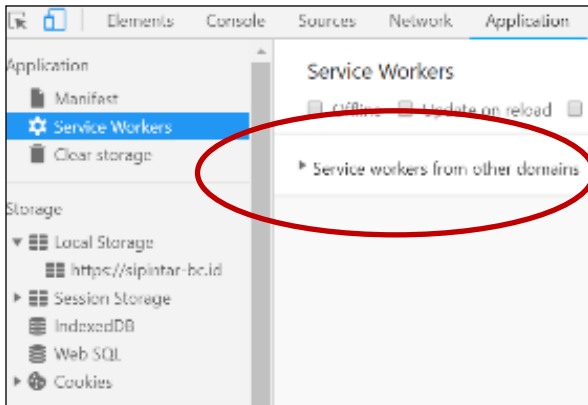 Elements Console Sources Network Application
Application
Manifest
Service Workers
Clear storage
Storage
Local Storage
https://sipintar-bc.id
Session Storage
IndexedDB
Web SQL
Cookies
Service Workers
Offline Update on reload
Service workers from other domains